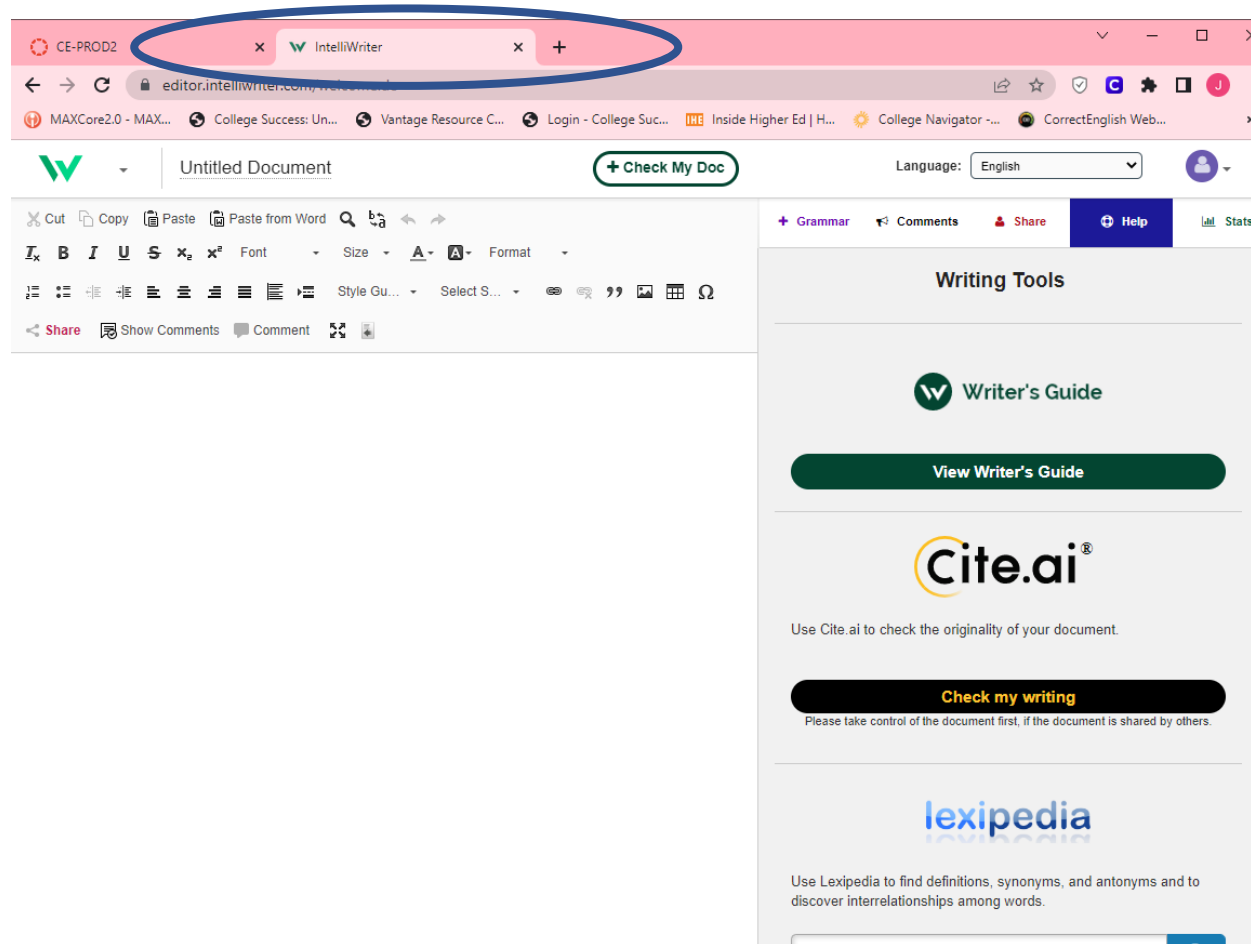 CE-PROD2 IntelliWriter
editor.intelliwriter.com/
MAXCore2.0 - MAX... College Success: Un... Vantage Resource C... Login - College Suc... IHE Inside Higher Ed | H... College Navigator -... CorrectEnglish Web...
Untitled Document + Check My Doc Language: English
Cut Copy Paste Paste from Word
Font Size A A Format
Style Gu... Select S... Ω
Share Show Comments Comment
+ Grammar Comments Share Help Stats
Writing Tools
Writer's Guide
View Writer's Guide
Cite.ai®
Use Cite.ai to check the originality of your document.
Check my writing
Please take control of the document first, if the document is shared by others.
lexipedia
Use Lexipedia to find definitions, synonyms, and antonyms and to
discover interrelationships among words.